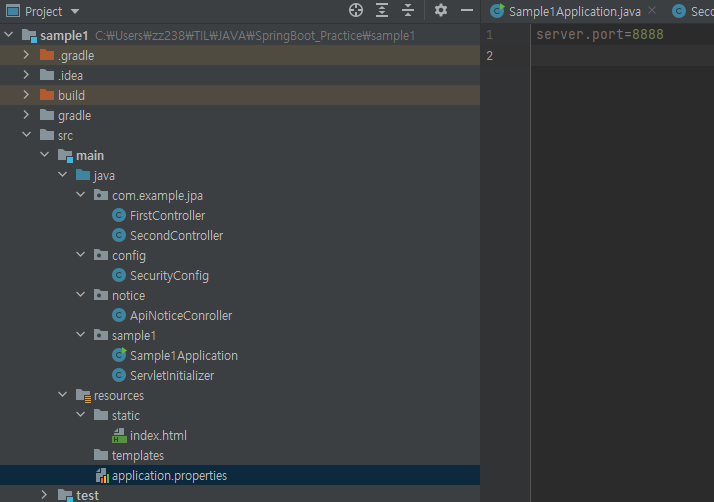 Project
Sample1Application.java
Sec
sample1 C:₩Users₩zz238₩TIL₩JAVA₩SpringBoot_Practice₩sample1
1 server.port=8888
.gradle
2
.idea
build
gradle
src
main
java
com.example.jpa
FirstController
SecondController
config
SecurityConfig
notice
ApiNoticeConroller
sample1
Sample1Application
ServletInitializer
resources
static
index.html
templates
application.properties
test